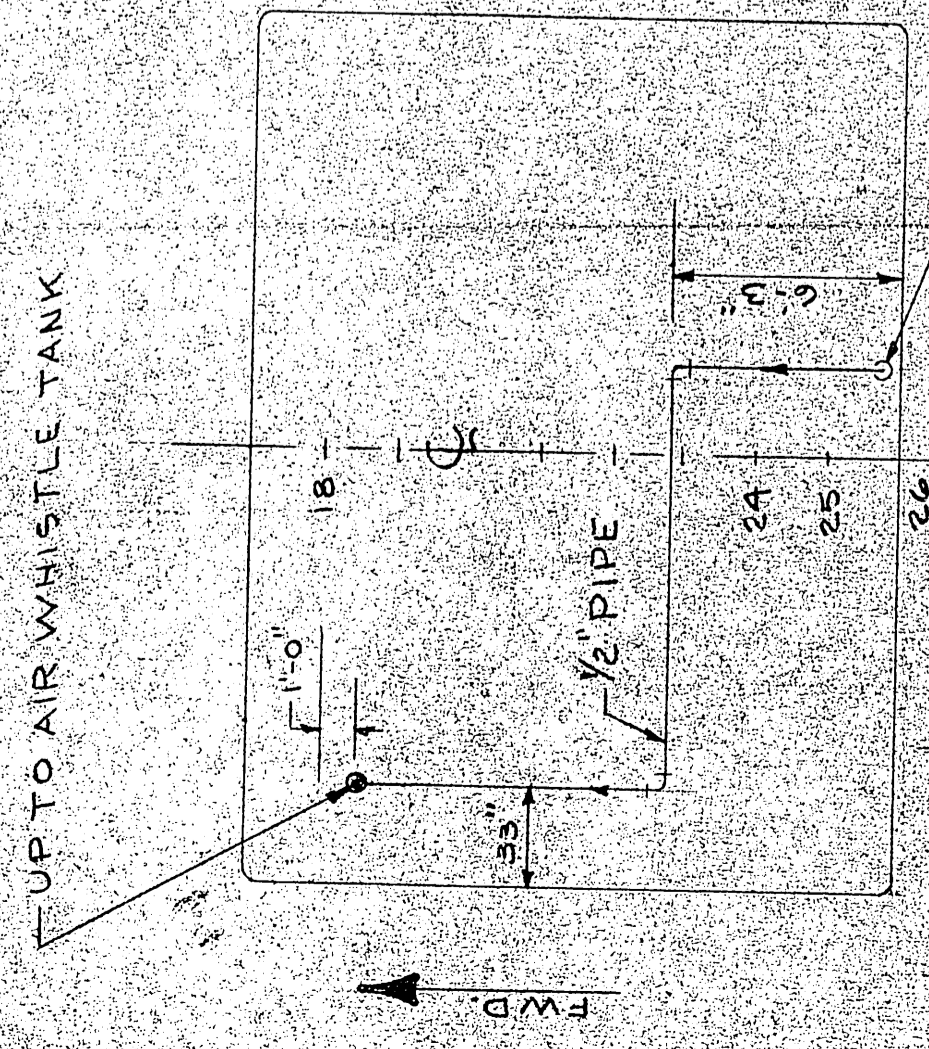 UP TO AIR WHISTLE TANK
18
1'-0"
6'-3"
1/2" PIPE
33"
24
25
26
FWD.